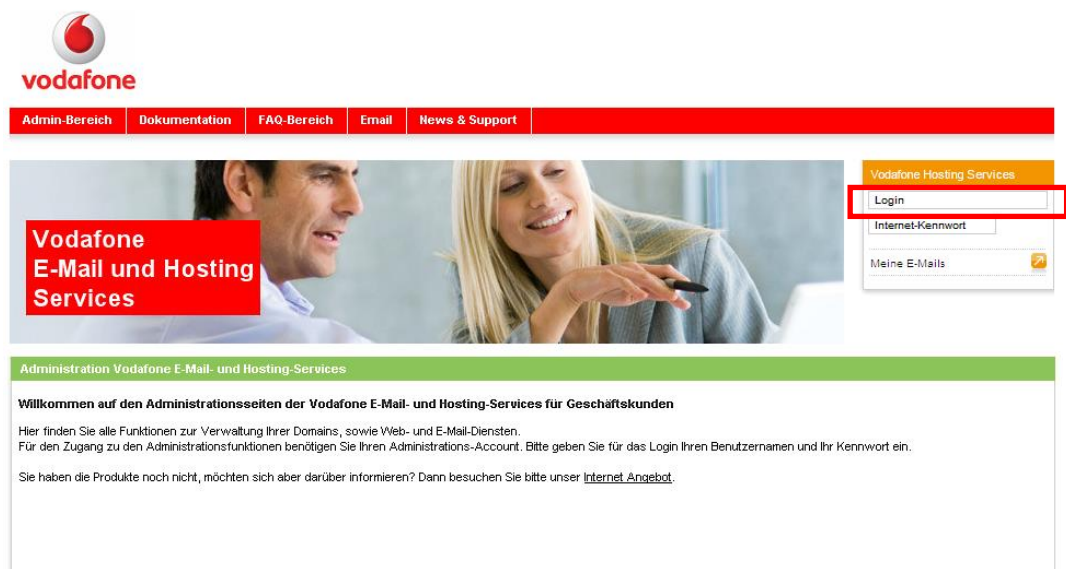 vodafone
Admin-Bereich Dokumentation FAQ-Bereich Email News & Support
Vodafone
E-Mail und Hosting
Services
Vodafone Hosting Services
Login
Internet-Kennwort
Meine E-Mails
Administration Vodafone E-Mail- und Hosting-Services
Willkommen auf den Administrationsseiten der Vodafone E-Mail- und Hosting-Services für Geschäftskunden
Hier finden Sie alle Funktionen zur Verwaltung Ihrer Domains, sowie Web- und E-Mail-Diensten.
Für den Zugang zu den Administrationsfunktionen benötigen Sie Ihren Administrations-Account. Bitte geben Sie für das Login Ihren Benutzernamen und Ihr Kennwort ein.
Sie haben die Produkte noch nicht, möchten sich aber darüber informieren? Dann besuchen Sie bitte unser Internet Angebot.